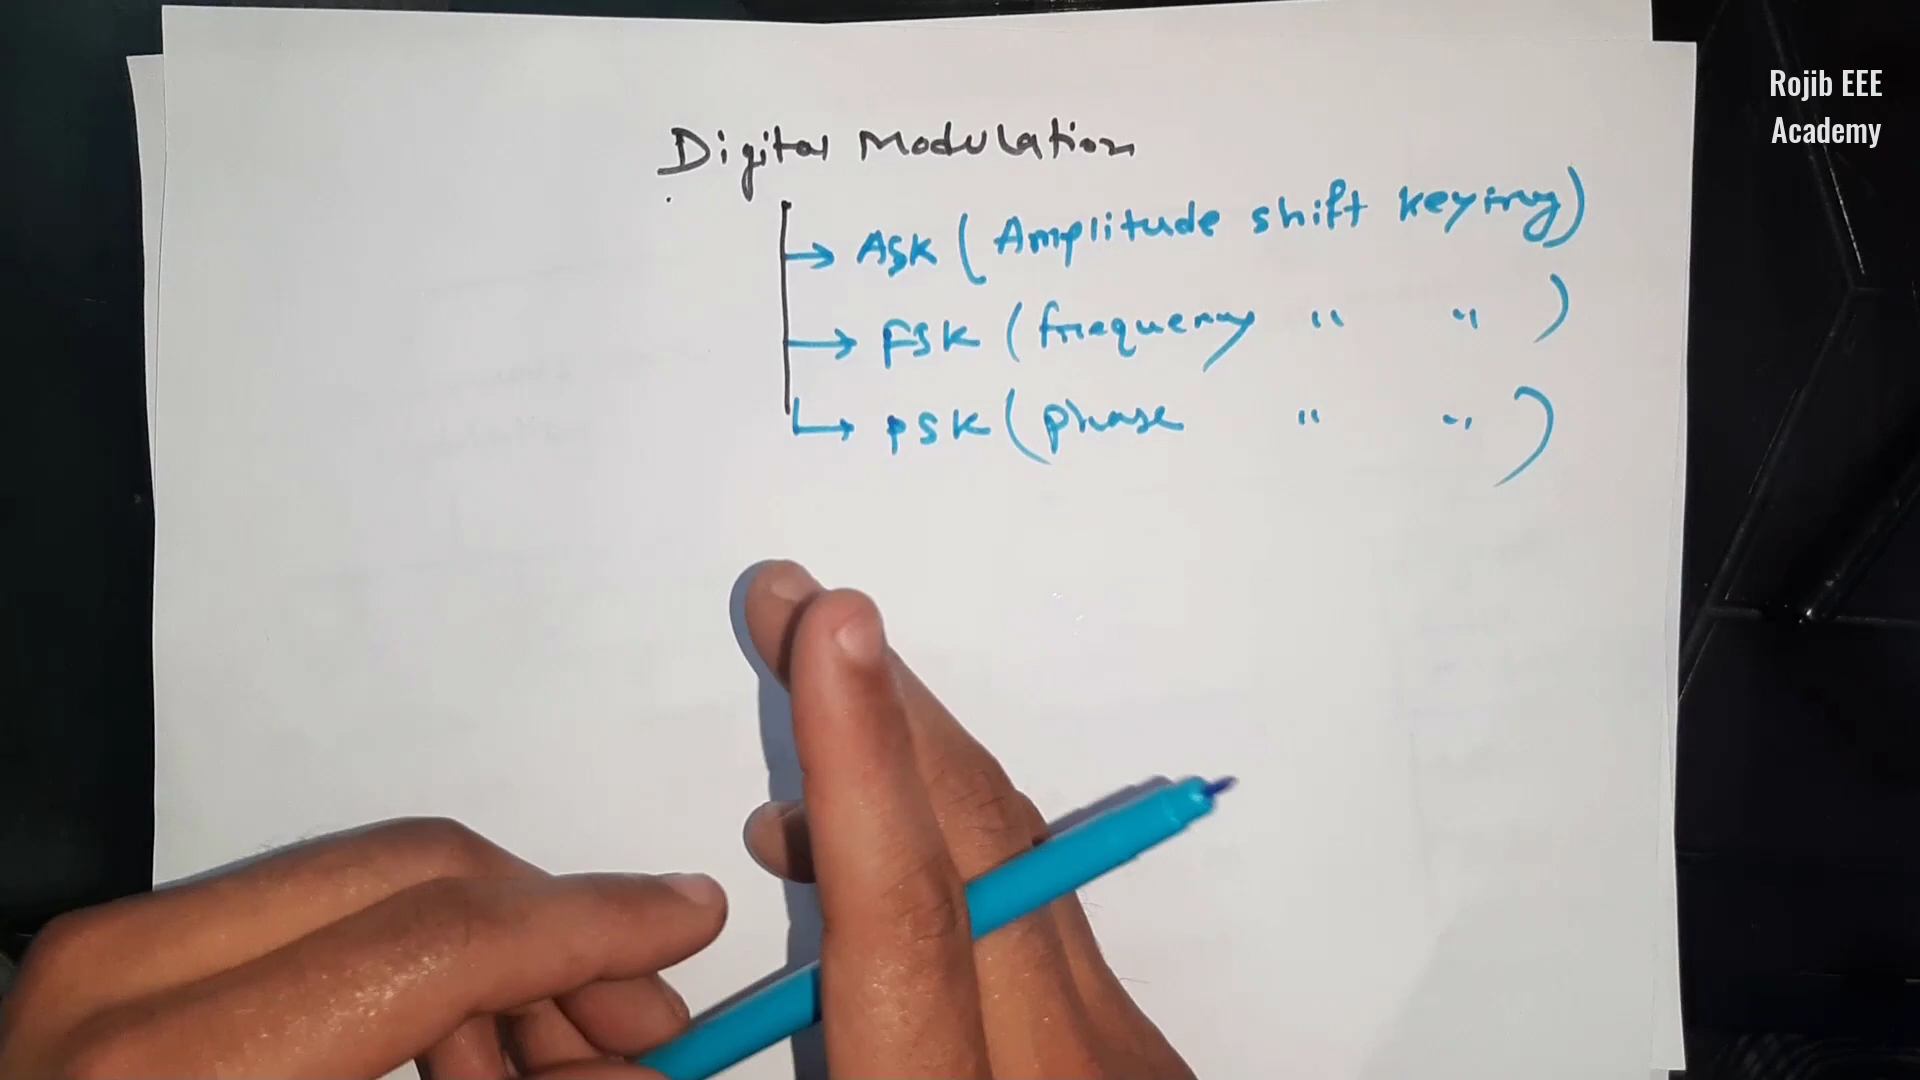 Rojib EEE
Academy
Digital Modulation
→ ASK (Amplitude shift keying)
→ FSK (frequency " " )
→ PSK (phase " " )